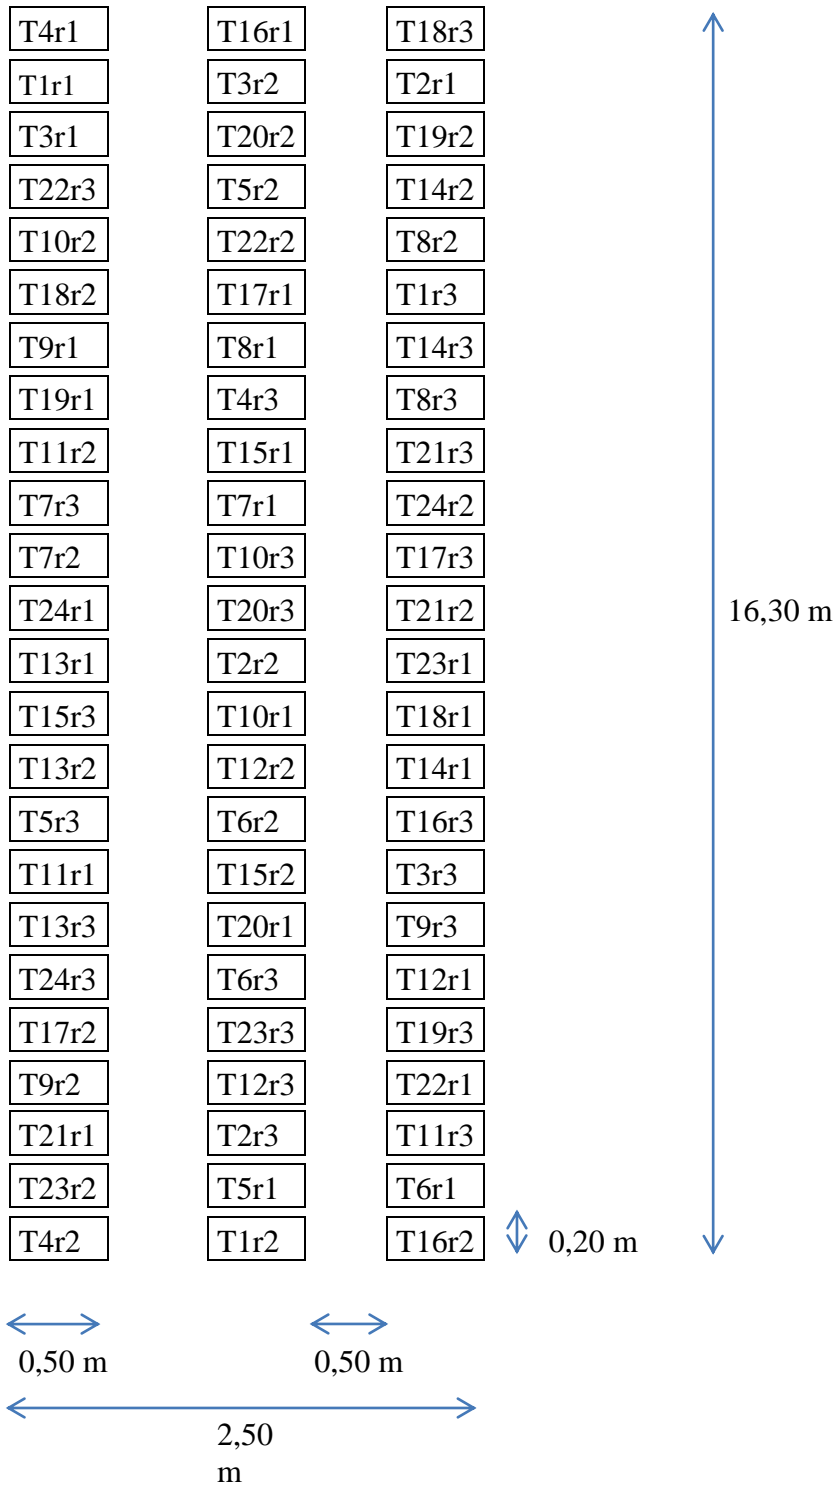 T4r1 T16r1 T18r3
T1r1 T3r2 T2r1
T3r1 T20r2 T19r2
T22r3 T5r2 T14r2
T10r2 T22r2 T8r2
T18r2 T17r1 T1r3
T9r1 T8r1 T14r3
T19r1 T4r3 T8r3
T11r2 T15r1 T21r3
T7r3 T7r1 T24r2
T7r2 T10r3 T17r3
T24r1 T20r3 T21r2 16,30 m
T13r1 T2r2 T23r1
T15r3 T10r1 T18r1
T13r2 T12r2 T14r1
T5r3 T6r2 T16r3
T11r1 T15r2 T3r3
T13r3 T20r1 T9r3
T24r3 T6r3 T12r1
T17r2 T23r3 T19r3
T9r2 T12r3 T22r1
T21r1 T2r3 T11r3
T23r2 T5r1 T6r1
T4r2 T1r2 T16r2 0,20 m
0,50 m 0,50 m
2,50
m